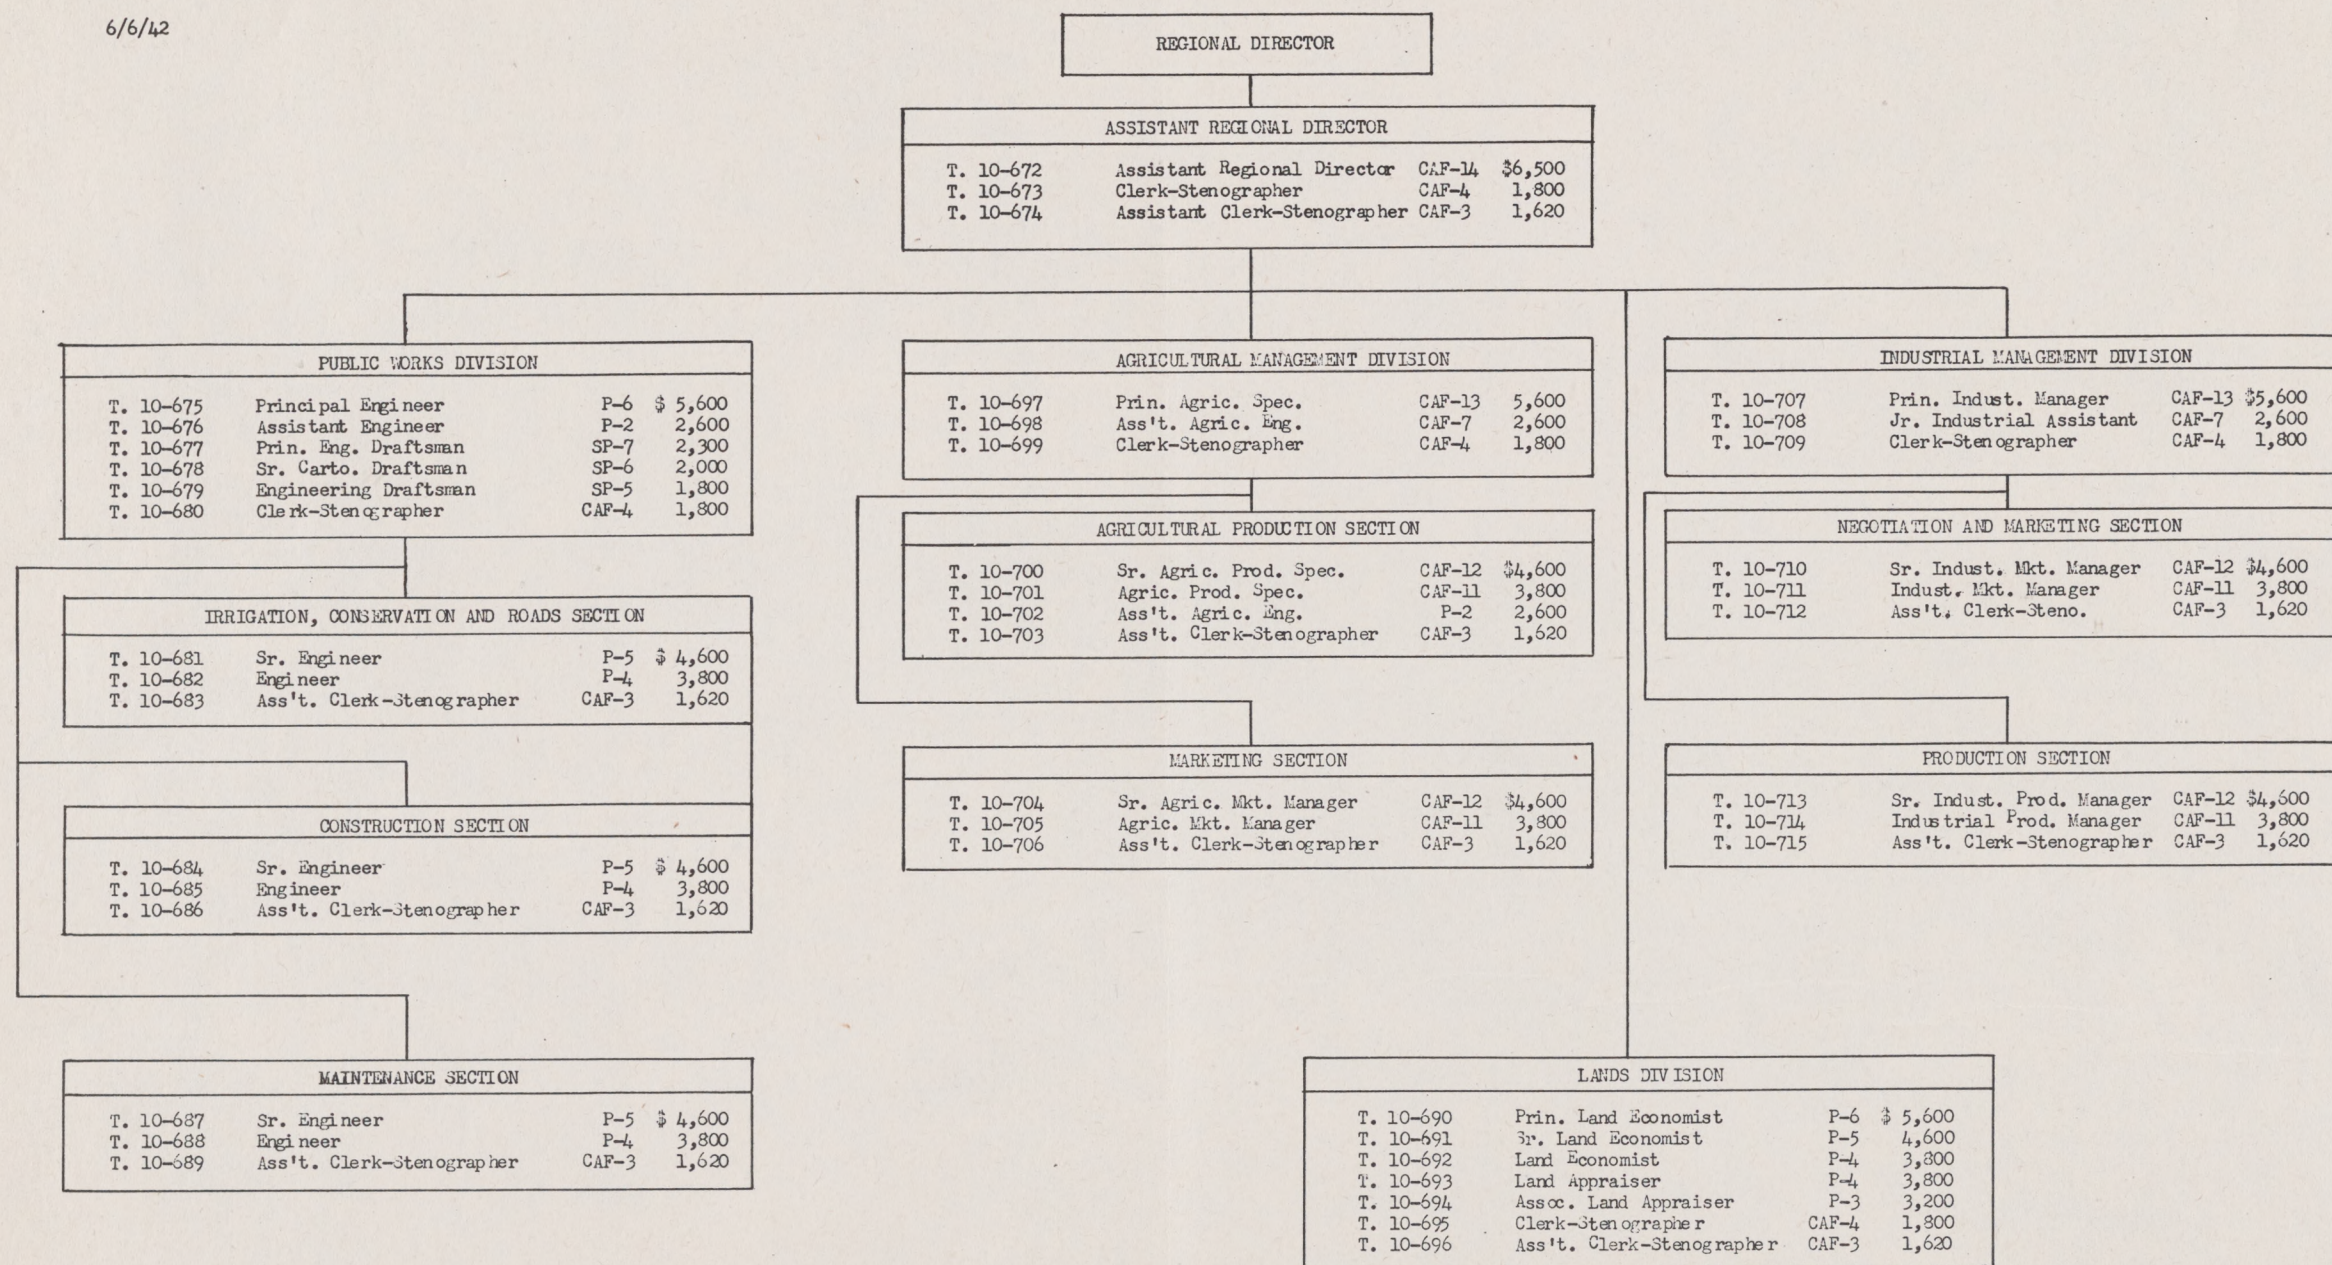 6/6/42
REGIONAL DIRECTOR
ASSISTANT REGIONAL DIRECTOR
T. 10-672 Assistant Regional Director CAF-14 $6,500
T. 10-673 Clerk-Stenographer CAF-4 1,800
T. 10-674 Assistant Clerk-Stenographer CAF-3 1,620
PUBLIC WORKS DIVISION
T. 10-675 Principal Engineer P-6 $ 5,600
T. 10-676 Assistant Engineer P-2 2,600
T. 10-677 Prin. Eng. Draftsman SP-7 2,300
T. 10-678 Sr. Carto. Draftsman SP-6 2,000
T. 10-679 Engineering Draftsman SP-5 1,800
T. 10-680 Clerk-Stenographer CAF-4 1,800
IRRIGATION, CONSERVATION AND ROADS SECTION
T. 10-681 Sr. Engineer P-5 $ 4,600
T. 10-682 Engineer P-4 3,800
T. 10-683 Ass't. Clerk-Stenographer CAF-3 1,620
CONSTRUCTION SECTION
T. 10-684 Sr. Engineer P-5 $ 4,600
T. 10-685 Engineer P-4 3,800
T. 10-686 Ass't. Clerk-Stenographer CAF-3 1,620
MAINTENANCE SECTION
T. 10-687 Sr. Engineer P-5 $ 4,600
T. 10-688 Engineer P-4 3,800
T. 10-689 Ass't. Clerk-Stenographer CAF-3 1,620
AGRICULTURAL MANAGEMENT DIVISION
T. 10-697 Prin. Agric. Spec. CAF-13 5,600
T. 10-698 Ass't. Agric. Eng. CAF-7 2,600
T. 10-699 Clerk-Stenographer CAF-4 1,800
AGRICULTURAL PRODUCTION SECTION
T. 10-700 Sr. Agric. Prod. Spec. CAF-12 $4,600
T. 10-701 Agric. Prod. Spec. CAF-11 3,800
T. 10-702 Ass't. Agric. Eng. P-2 2,600
T. 10-703 Ass't. Clerk-Stenographer CAF-3 1,620
MARKETING SECTION
T. 10-704 Sr. Agric. Mkt. Manager CAF-12 $4,600
T. 10-705 Agric. Mkt. Manager CAF-11 3,800
T. 10-706 Ass't. Clerk-Stenographer CAF-3 1,620
INDUSTRIAL MANAGEMENT DIVISION
T. 10-707 Prin. Indust. Manager CAF-13 $5,600
T. 10-708 Jr. Industrial Assistant CAF-7 2,600
T. 10-709 Clerk-Stenographer CAF-4 1,800
NEGOTIATION AND MARKETING SECTION
T. 10-710 Sr. Indust. Mkt. Manager CAF-12 $4,600
T. 10-711 Indust. Mkt. Manager CAF-11 3,800
T. 10-712 Ass't. Clerk-Steno. CAF-3 1,620
PRODUCTION SECTION
T. 10-713 Sr. Indust. Prod. Manager CAF-12 $4,600
T. 10-714 Industrial Prod. Manager CAF-11 3,800
T. 10-715 Ass't. Clerk-Stenographer CAF-3 1,620
LANDS DIVISION
T. 10-690 Prin. Land Economist P-6 $ 5,600
T. 10-691 Sr. Land Economist P-5 4,600
T. 10-692 Land Economist P-4 3,800
T. 10-693 Land Appraiser P-4 3,800
T. 10-694 Assoc. Land Appraiser P-3 3,200
T. 10-695 Clerk-Stenographer CAF-4 1,800
T. 10-696 Ass't. Clerk-Stenographer CAF-3 1,620